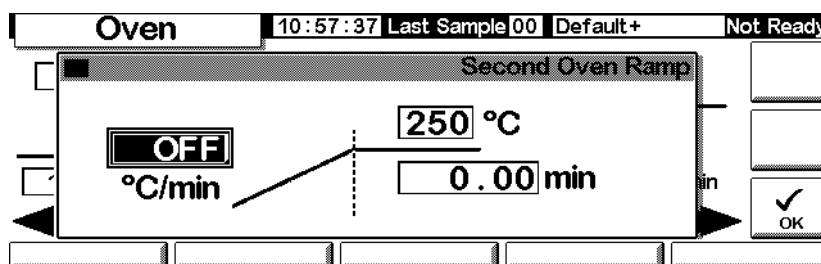 Oven 10:57:37 Last Sample 00 Default+ Not Ready
Second Oven Ramp
250 °C
OFF
°C/min
0.00 min
in
OK